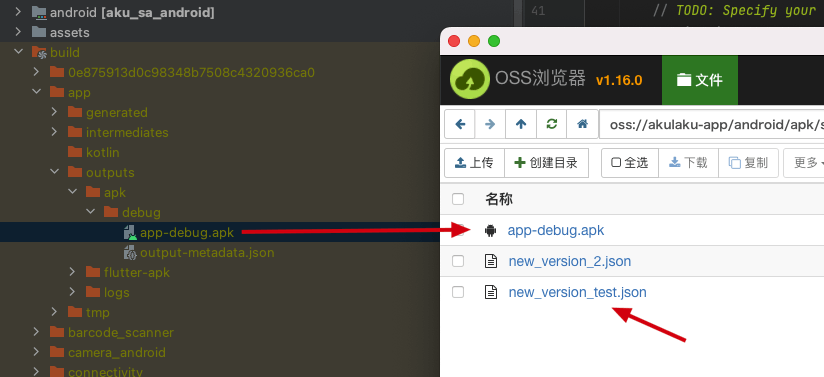 android [aku_sa_android]
assets
build
0e875913d0c98348b7508c4320936ca0
app
generated
intermediates
kotlin
outputs
apk
debug
app-debug.apk
output-metadata.json
flutter-apk
logs
tmp
barcode_scanner
camera_android
connectivity
41 // TODO: Specify your
OSS浏览器 v1.16.0 文件
oss://akulaku-app/android/apk/s
上传 创建目录 全选 下载 复制 更多
名称
app-debug.apk
new_version_2.json
new_version_test.json